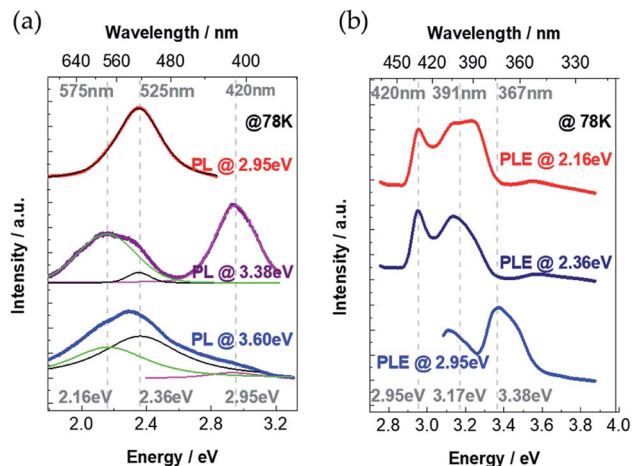 (a)
Wavelength / nm
640 560 480 400
575nm 525nm 420nm
@78K
PL @ 2.95eV
PL @ 3.38eV
PL @ 3.60eV
2.16eV 2.36eV 2.95eV
2.0 2.4 2.8 3.2
Energy / eV
Intensity / a.u.
(b)
Wavelength / nm
450 420 390 360 330
420nm 391nm 367nm
@78K
PLE @ 2.16eV
PLE @ 2.36eV
PLE @ 2.95eV
2.95eV 3.17eV 3.38eV
2.8 3.0 3.2 3.4 3.6 3.8 4.0
Energy / eV
Intensity / a.u.